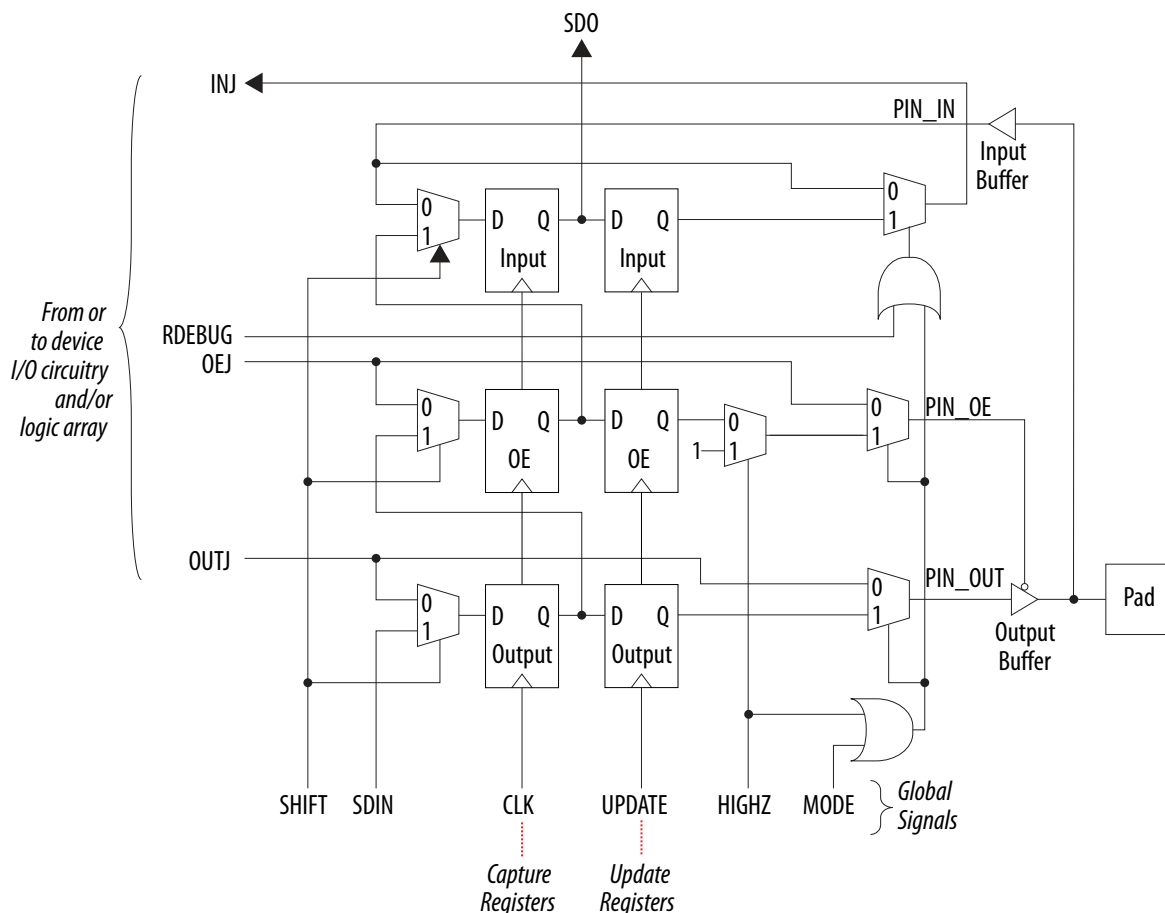 SDO
INJ
PIN_IN
Input
Buffer
0
1
D Q
Input
D Q
Input
0
1
From or
to device
I/O circuitry
and/or
logic array
RDEBUG
OEJ
0
1
D Q
OE
D Q
OE
0
1
1
0
1
PIN_OE
OUTJ
0
1
D Q
Output
D Q
Output
0
1
PIN_OUT
Output
Buffer
Pad
SHIFT
SDIN
CLK
UPDATE
HIGHZ
MODE
Global
Signals
Capture
Registers
Update
Registers